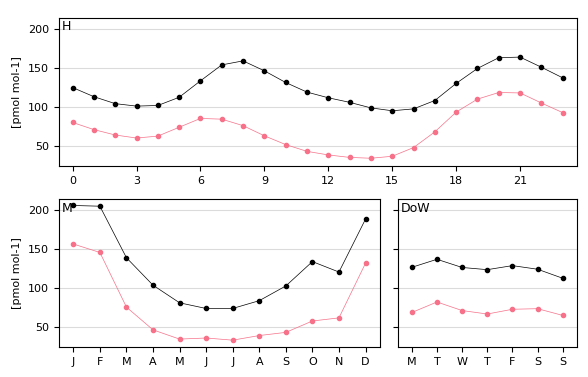 H
200
150
100
50
[pmol mol-1]
0 3 6 9 12 15 18 21
M
DoW
200
150
100
50
[pmol mol-1]
J F M A M J J A S O N D
M T W T F S S